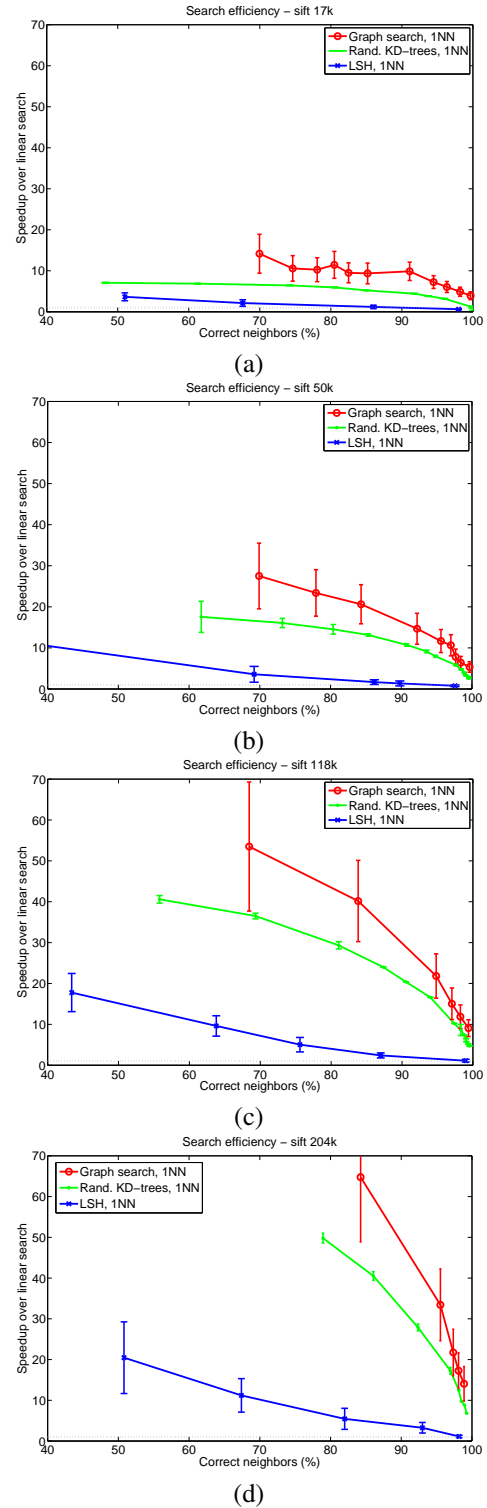 Search efficiency – sift 17k
70
60
50
40
30
20
10
0
Speedup over linear search
Graph search, 1NN
Rand. KD−trees, 1NN
LSH, 1NN
40 50 60 70 80 90 100
Correct neighbors (%)
(a)
Search efficiency – sift 50k
70
60
50
40
30
20
10
0
Speedup over linear search
Graph search, 1NN
Rand. KD−trees, 1NN
LSH, 1NN
40 50 60 70 80 90 100
Correct neighbors (%)
(b)
Search efficiency – sift 118k
70
60
50
40
30
20
10
0
Speedup over linear search
Graph search, 1NN
Rand. KD−trees, 1NN
LSH, 1NN
40 50 60 70 80 90 100
Correct neighbors (%)
(c)
Search efficiency – sift 204k
70
60
50
40
30
20
10
0
Speedup over linear search
Graph search, 1NN
Rand. KD−trees, 1NN
LSH, 1NN
40 50 60 70 80 90 100
Correct neighbors (%)
(d)